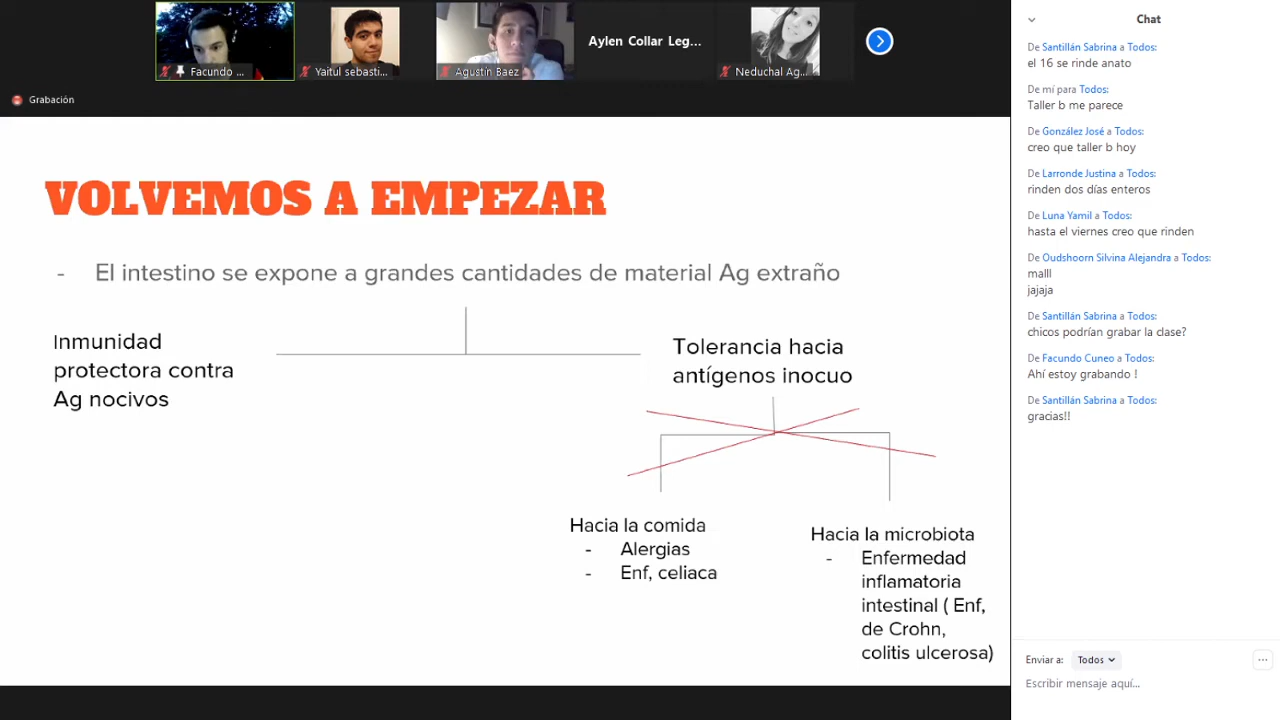 Facundo ...
Yaitul sebasti...
Agustín Baez
Aylen Collar Leg...
Neduchal Ag...
Grabación
VOLVEMOS A EMPEZAR
- El intestino se expone a grandes cantidades de material Ag extraño
Inmunidad
protectora contra
Ag nocivos
Tolerancia hacia
antígenos inocuo
Hacia la comida
- Alergias
- Enf, celiaca
Hacia la microbiota
- Enfermedad
inflamatoria
intestinal ( Enf,
de Crohn,
colitis ulcerosa)
Chat
De Santillán Sabrina a Todos:
el 16 se rinde anato
De mí para Todos:
Taller b me parece
De González José a Todos:
creo que taller b hoy
De Larronde Justina a Todos:
rinden dos días enteros
De Luna Yamil a Todos:
hasta el viernes creo que rinden
De Oudshoorn Silvina Alejandra a Todos:
malll
jajaja
De Santillán Sabrina a Todos:
chicos podrían grabar la clase?
De Facundo Cuneo a Todos:
Ahí estoy grabando !
De Santillán Sabrina a Todos:
gracias!!
Enviar a: Todos
Escribir mensaje aquí...